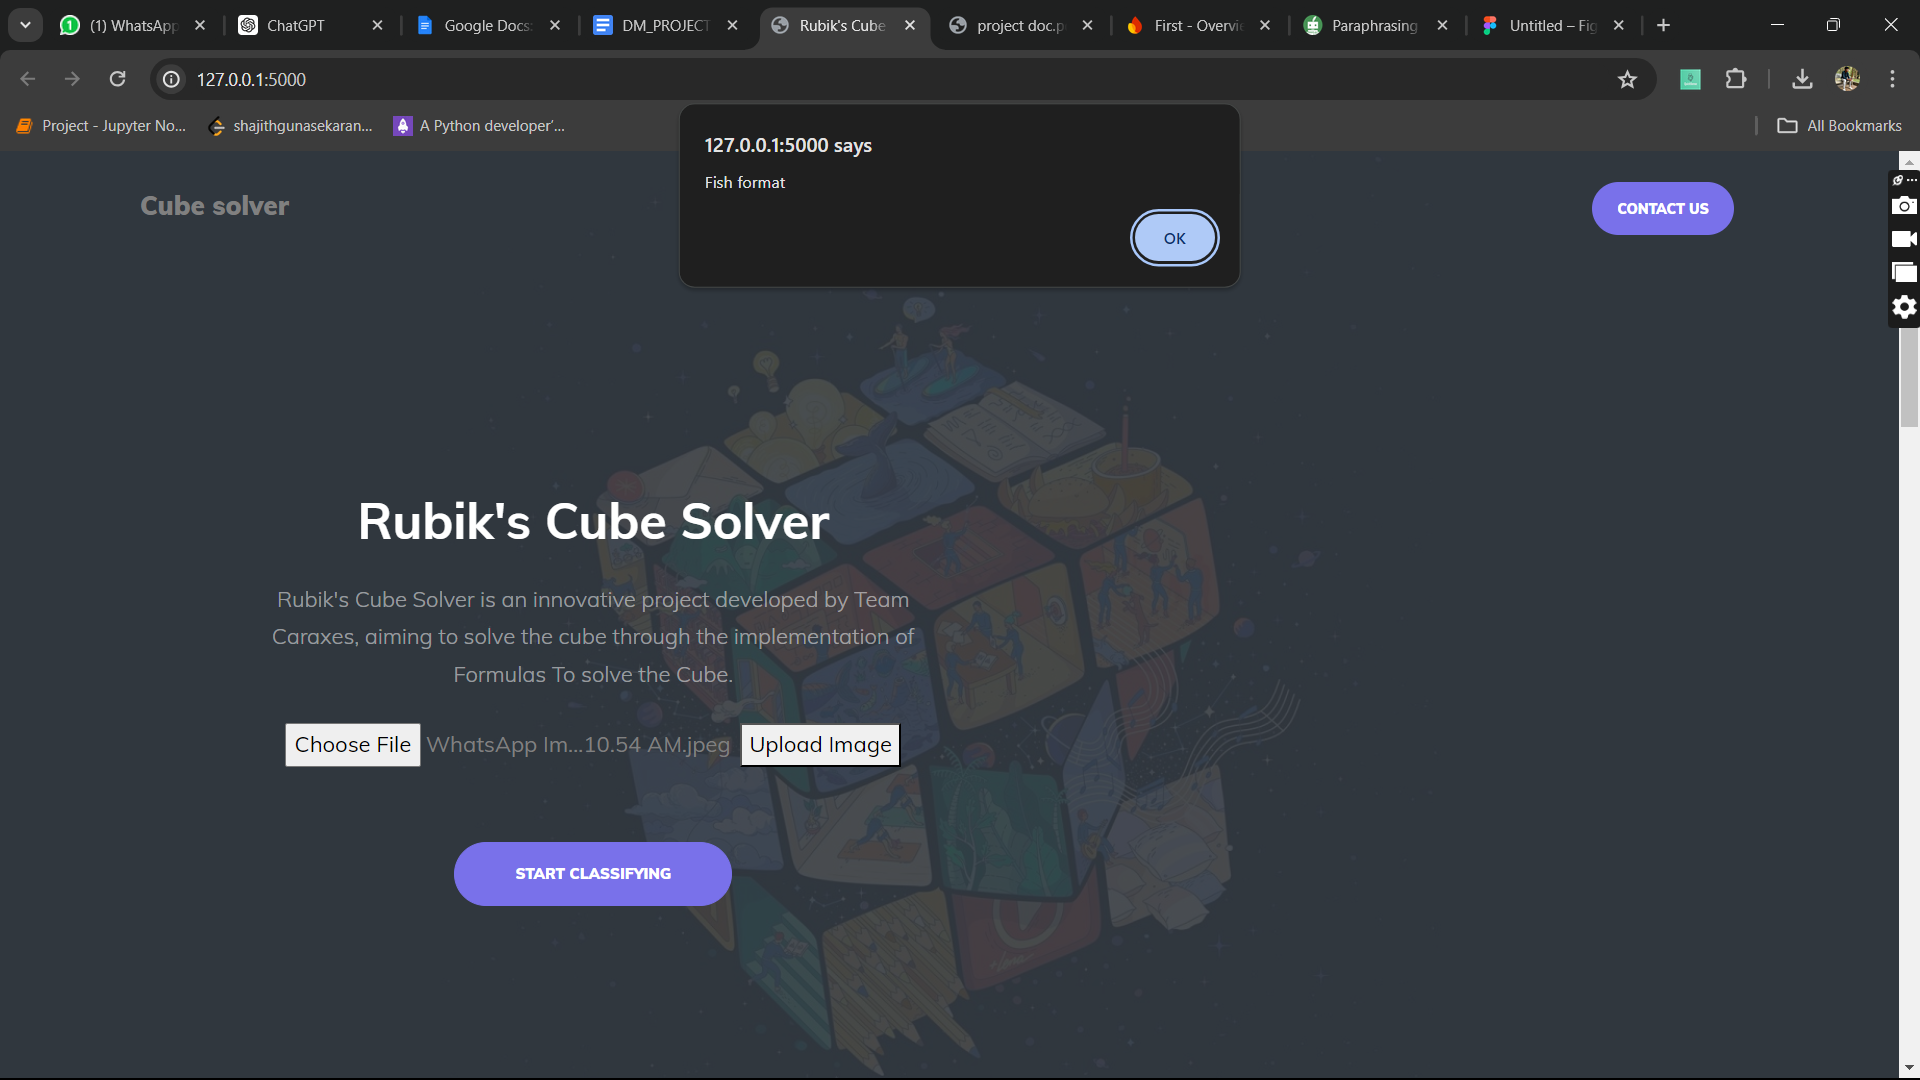 (1) WhatsApp
ChatGPT
Google Docs:
DM_PROJECT
Rubik's Cube
project doc.p
First - Overvi
Paraphrasing
Untitled – Fig
127.0.0.1:5000
Project - Jupyter No...
shajithgunasekaran...
A Python developer'...
All Bookmarks
127.0.0.1:5000 says
Fish format
OK
Cube solver
CONTACT US
Rubik's Cube Solver
Rubik's Cube Solver is an innovative project developed by Team
Caraxes, aiming to solve the cube through the implementation of
Formulas To solve the Cube.
Choose File WhatsApp Im...10.54 AM.jpeg Upload Image
START CLASSIFYING